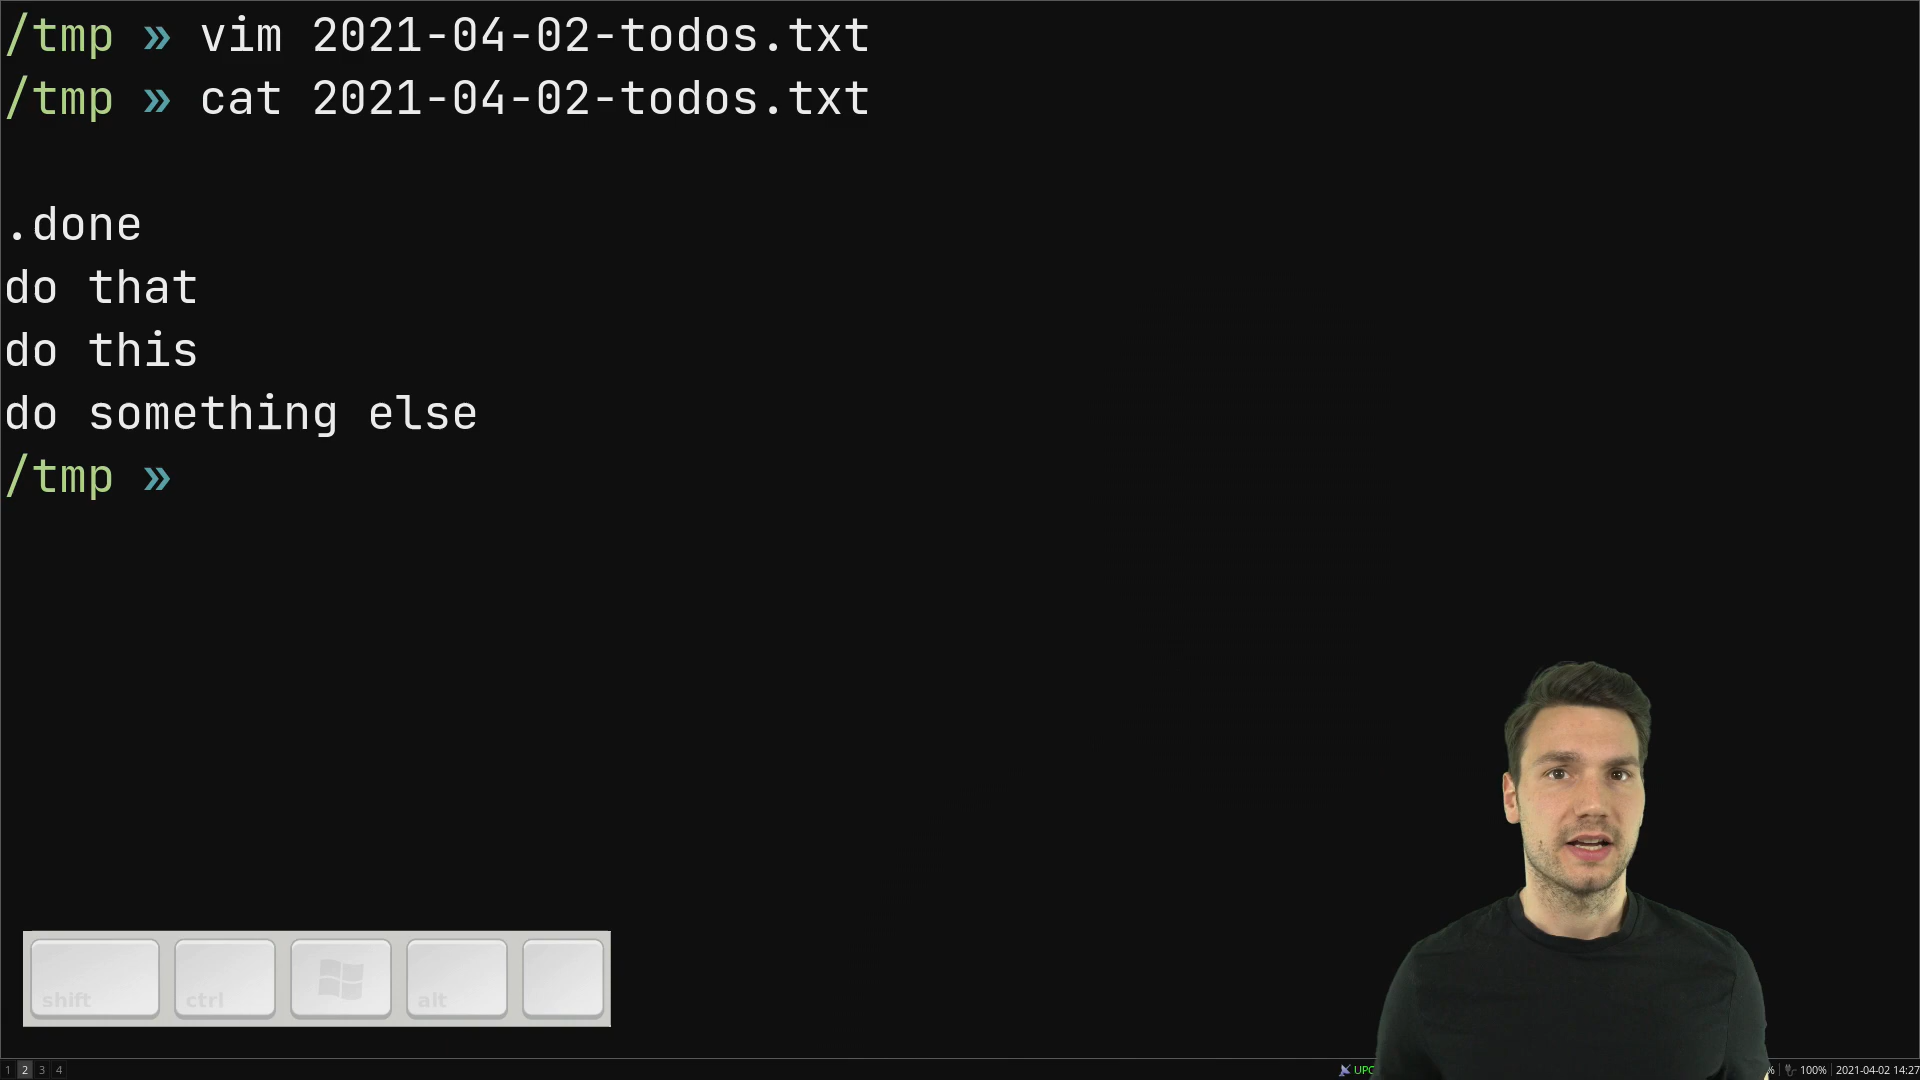 /tmp » vim 2021-04-02-todos.txt
/tmp » cat 2021-04-02-todos.txt
.done
do that
do this
do something else
/tmp »
shift ctrl alt
1 2 3 4
UPC % 100% 2021-04-02 14:27